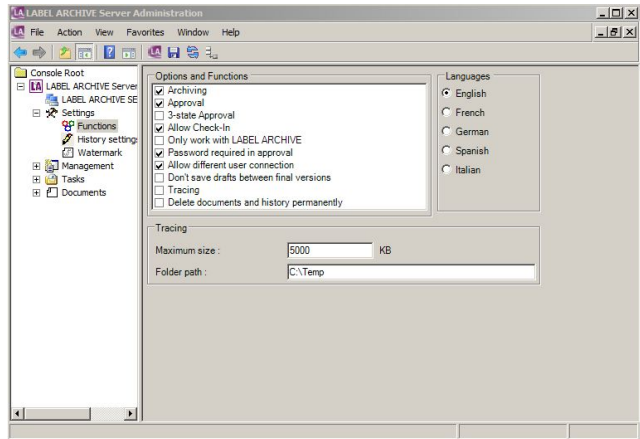 LABEL ARCHIVE Server Administration
File Action View Favorites Window Help
Console Root
LABEL ARCHIVE Server
LABEL ARCHIVE SE
Settings
Functions
History settings
Watermark
Management
Tasks
Documents
Options and Functions
Archiving
Approval
3-state Approval
Allow Check-In
Only work with LABEL ARCHIVE
Password required in approval
Allow different user connection
Don't save drafts between final versions
Tracing
Delete documents and history permanently
Languages
English
French
German
Spanish
Italian
Tracing
Maximum size : 5000 KB
Folder path : C:\Temp